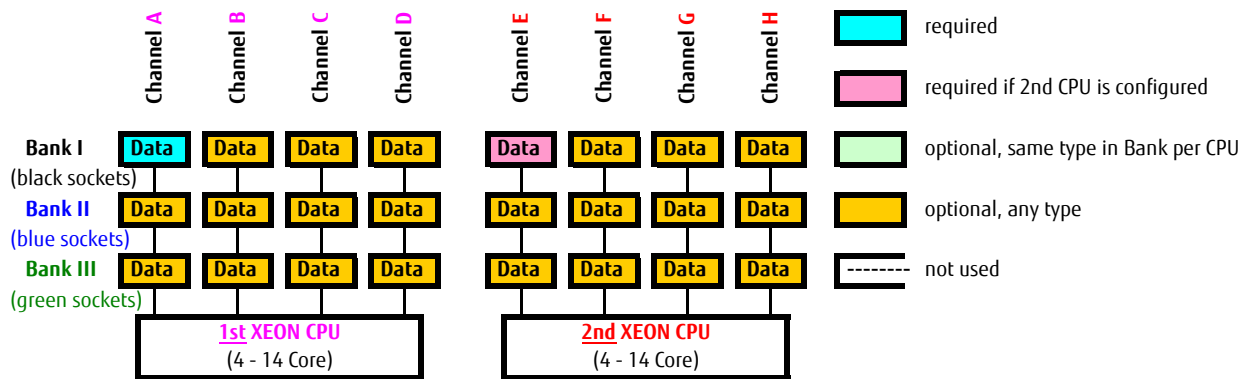 Channel A Channel B Channel C Channel D Channel E Channel F Channel G Channel H
required
required if 2nd CPU is configured
Bank I Data Data Data Data Data Data Data Data optional, same type in Bank per CPU
(black sockets)
Bank II Data Data Data Data Data Data Data Data optional, any type
(blue sockets)
Bank III Data Data Data Data Data Data Data Data -------- not used
(green sockets)
1st XEON CPU 2nd XEON CPU
(4 - 14 Core) (4 - 14 Core)